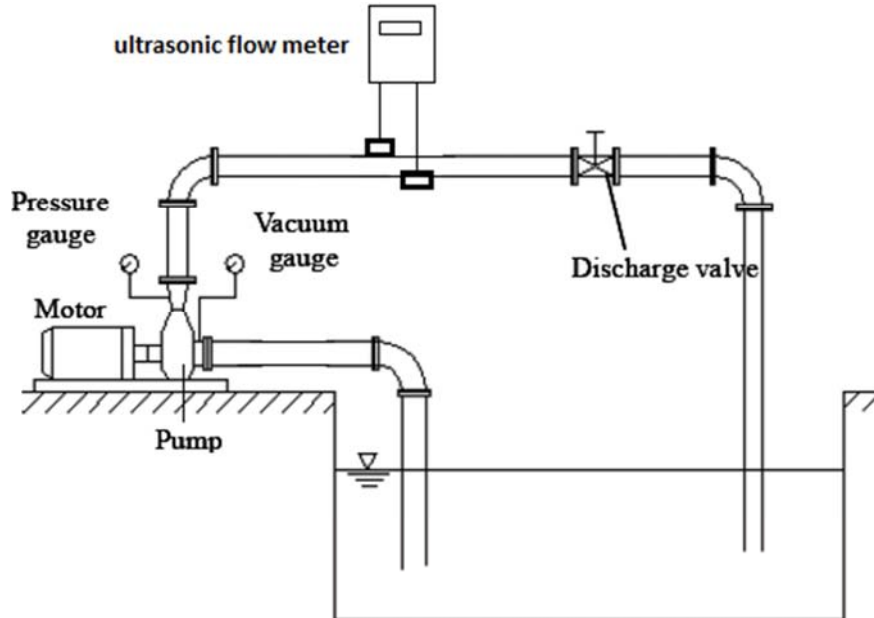 ultrasonic flow meter
Pressure
gauge
Vacuum
gauge
Discharge valve
Motor
Pump